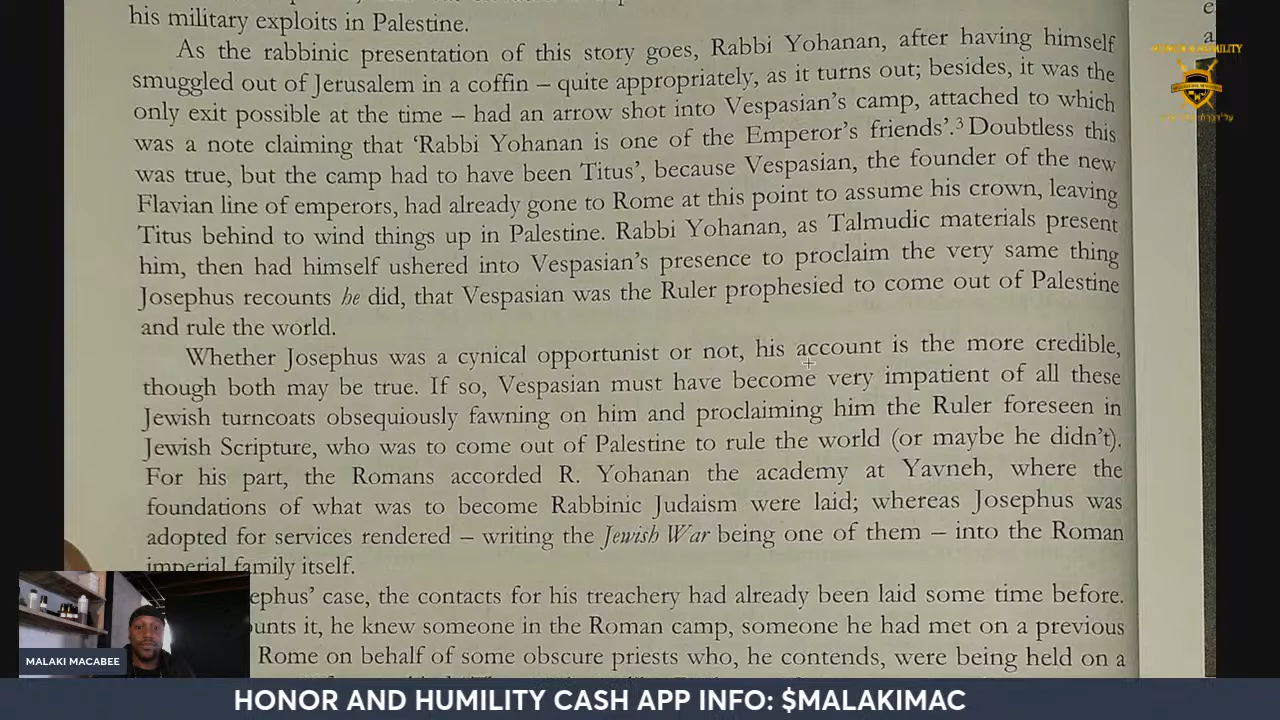 his military exploits in Palestine.
As the rabbinic presentation of this story goes, Rabbi Yohanan, after having himself
smuggled out of Jerusalem in a coffin – quite appropriately, as it turns out; besides, it was the
only exit possible at the time – had an arrow shot into Vespasian's camp, attached to which
was a note claiming that 'Rabbi Yohanan is one of the Emperor's friends'.³ Doubtless this
was true, but the camp had to have been Titus', because Vespasian, the founder of the new
Flavian line of emperors, had already gone to Rome at this point to assume his crown, leaving
Titus behind to wind things up in Palestine. Rabbi Yohanan, as Talmudic materials present
him, then had himself ushered into Vespasian's presence to proclaim the very same thing
Josephus recounts he did, that Vespasian was the Ruler prophesied to come out of Palestine
and rule the world.
Whether Josephus was a cynical opportunist or not, his account is the more credible,
though both may be true. If so, Vespasian must have become very impatient of all these
Jewish turncoats obsequiously fawning on him and proclaiming him the Ruler foreseen in
Jewish Scripture, who was to come out of Palestine to rule the world (or maybe he didn't).
For his part, the Romans accorded R. Yohanan the academy at Yavneh, where the
foundations of what was to become Rabbinic Judaism were laid; whereas Josephus was
adopted for services rendered – writing the Jewish War being one of them – into the Roman
imperial family itself.
ephus' case, the contacts for his treachery had already been laid some time before.
unts it, he knew someone in the Roman camp, someone he had met on a previous
Rome on behalf of some obscure priests who, he contends, were being held on a
HONOR & HUMILITY
MALAKI MACABEE
HONOR AND HUMILITY CASH APP INFO: $MALAKIMAC